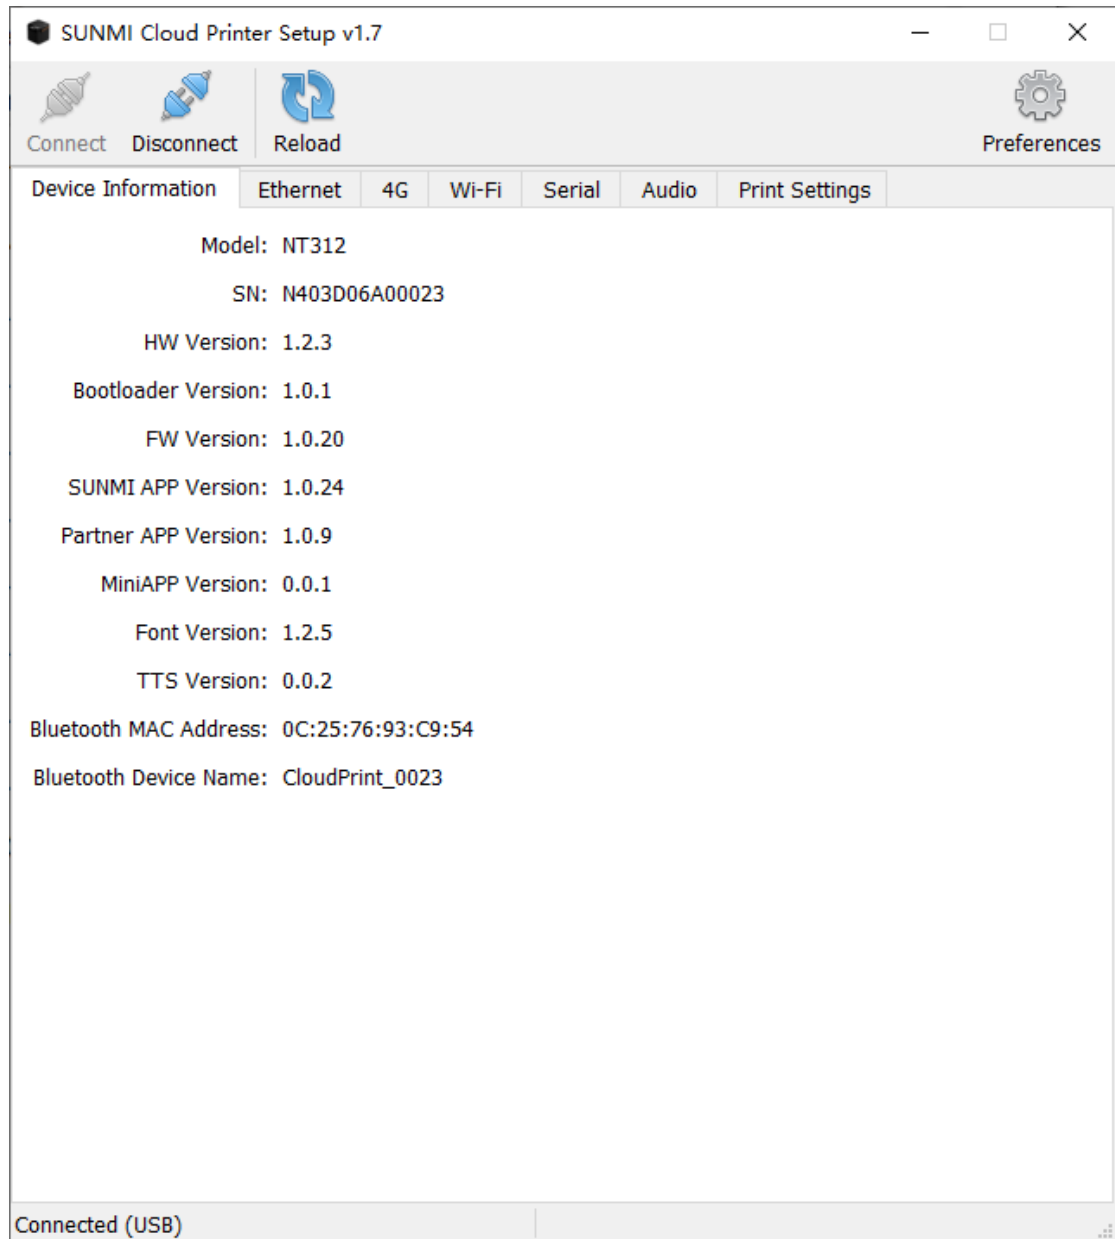 SUNMI Cloud Printer Setup v1.7
Connect Disconnect Reload Preferences
Device Information Ethernet 4G Wi-Fi Serial Audio Print Settings
Model: NT312
SN: N403D06A00023
HW Version: 1.2.3
Bootloader Version: 1.0.1
FW Version: 1.0.20
SUNMI APP Version: 1.0.24
Partner APP Version: 1.0.9
MiniAPP Version: 0.0.1
Font Version: 1.2.5
TTS Version: 0.0.2
Bluetooth MAC Address: 0C:25:76:93:C9:54
Bluetooth Device Name: CloudPrint_0023
Connected (USB)